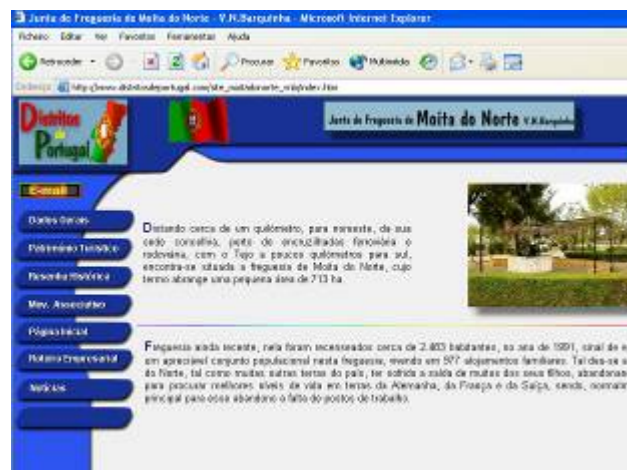 Junta de Freguesia de Moita do Norte - V.N.Barquinha - Microsoft Internet Explorer
Ficheiro Editar Ver Favoritos Ferramentas Ajuda
Retroceder Procurar Favoritos Multimédia
Endereço
Distritos de Portugal
Junta de Freguesia de Moita do Norte V.N.Barquinha
E-mail
Dados Gerais
Património Turístico
Resenha Histórica
Mov. Associativo
Página Inicial
Roteiro Empresarial
Notícias
Distando cerca de um quilómetro, para noroeste, da sua
sede concelhia, perto de encruzilhadas ferroviária e
rodoviária, com o Tejo a poucos quilómetros para sul,
encontra-se situada a freguesia de Moita do Norte, cujo
termo abrange uma pequena área de 713 ha.
Freguesia ainda recente, nela foram recenseados cerca de 2.463 habitantes, no ano de 1991, sinal de e
um apreciável conjunto populacional nesta freguesia, vivendo em 977 alojamentos familiares. Tal deu-se a
do Norte, tal como muitas outras terras do país, ter sofrido a saída de muitos dos seus filhos, abandonan
para procurar melhores níveis de vida em terras da Alemanha, da França e da Suíça, sendo, normalm
principal para esse abandono a falta de postos de trabalho.